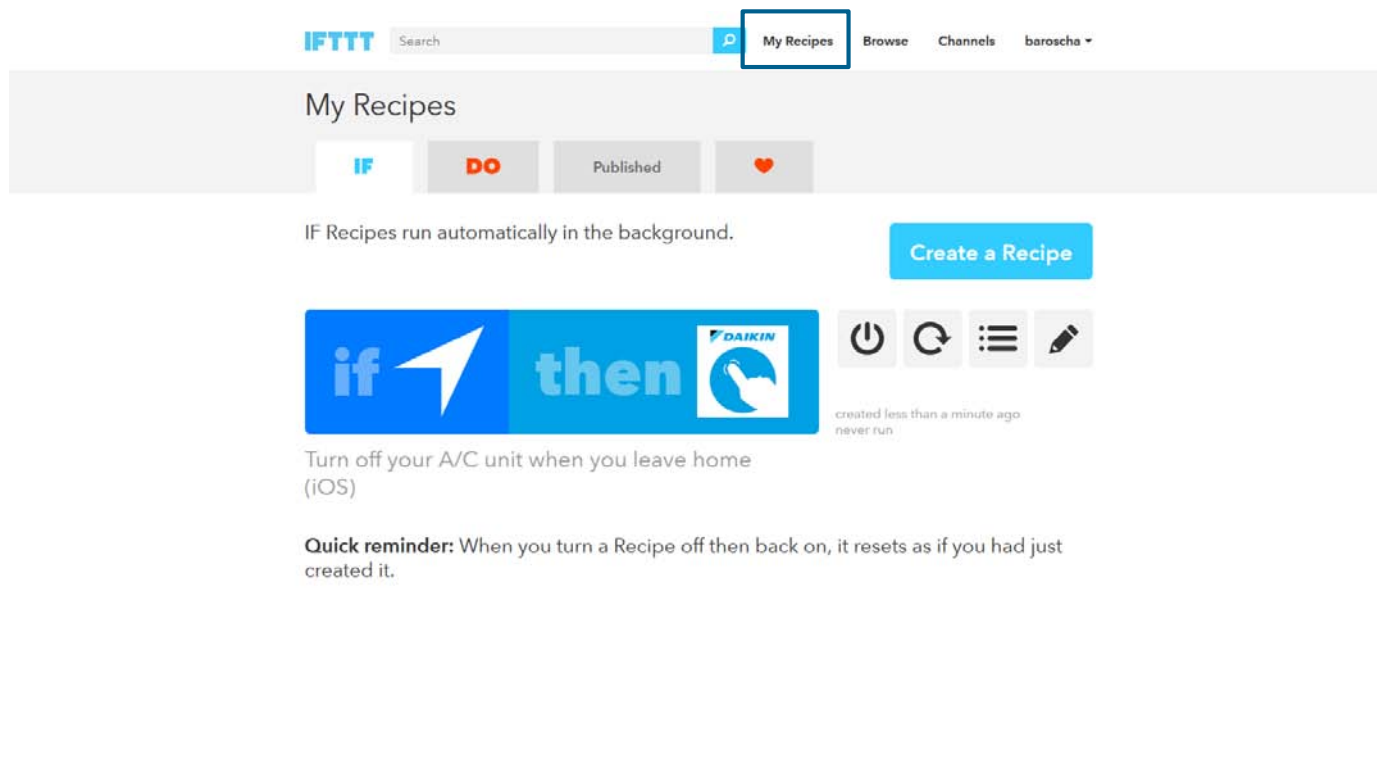 IFTTT Search My Recipes Browse Channels baroscha
My Recipes
IF DO Published
IF Recipes run automatically in the background.
Create a Recipe
if then DAIKIN
created less than a minute ago
never run
Turn off your A/C unit when you leave home
(iOS)
Quick reminder: When you turn a Recipe off then back on, it resets as if you had just
created it.